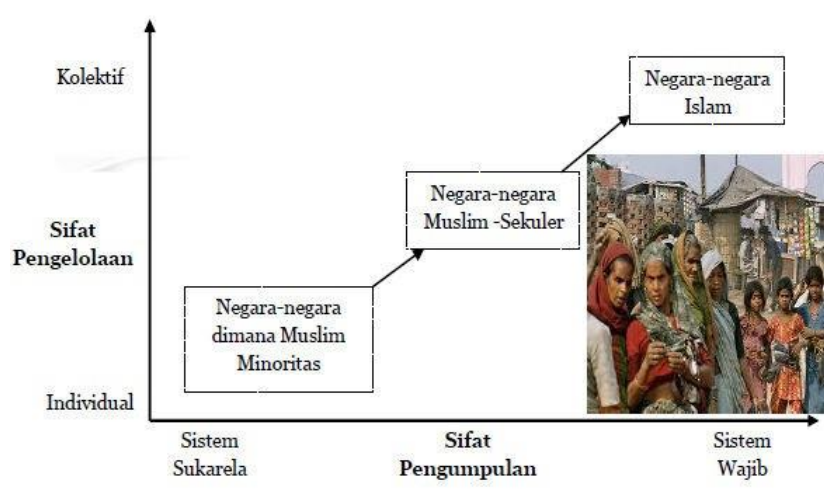 Kolektif
Negara-negara
Islam
Negara-negara
Muslim -Sekuler
Sifat
Pengelolaan
Negara-negara
dimana Muslim
Minoritas
Individual
Sistem
Sukarela
Sifat
Pengumpulan
Sistem
Wajib